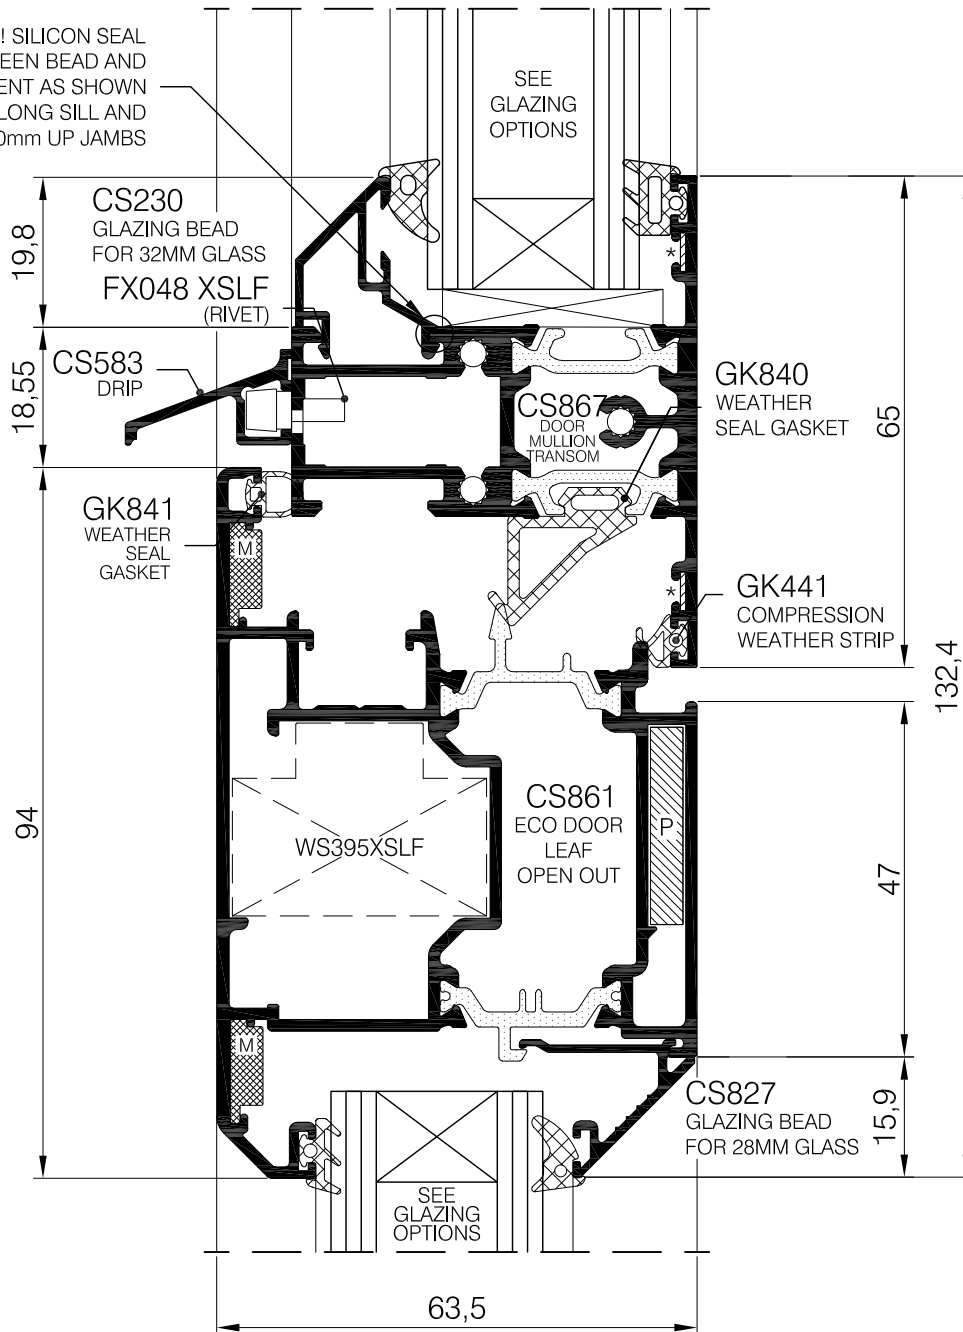 ! SILICON SEAL
EEN BEAD AND
ENT AS SHOWN
LONG SILL AND
0mm UP JAMBS
SEE
GLAZING
OPTIONS
CS230
GLAZING BEAD
FOR 32MM GLASS
FX048 XSLF
(RIVET)
19,8
CS583
DRIP
18,55
CS867
DOOR
MULLION
TRANSOM
GK840
WEATHER
SEAL GASKET
65
*
GK841
WEATHER
SEAL
GASKET
M
*
GK441
COMPRESSION
WEATHER STRIP
132,4
94
WS395XSLF
CS861
ECO DOOR
LEAF
OPEN OUT
P
47
M
CS827
GLAZING BEAD
FOR 28MM GLASS
15,9
SEE
GLAZING
OPTIONS
63,5